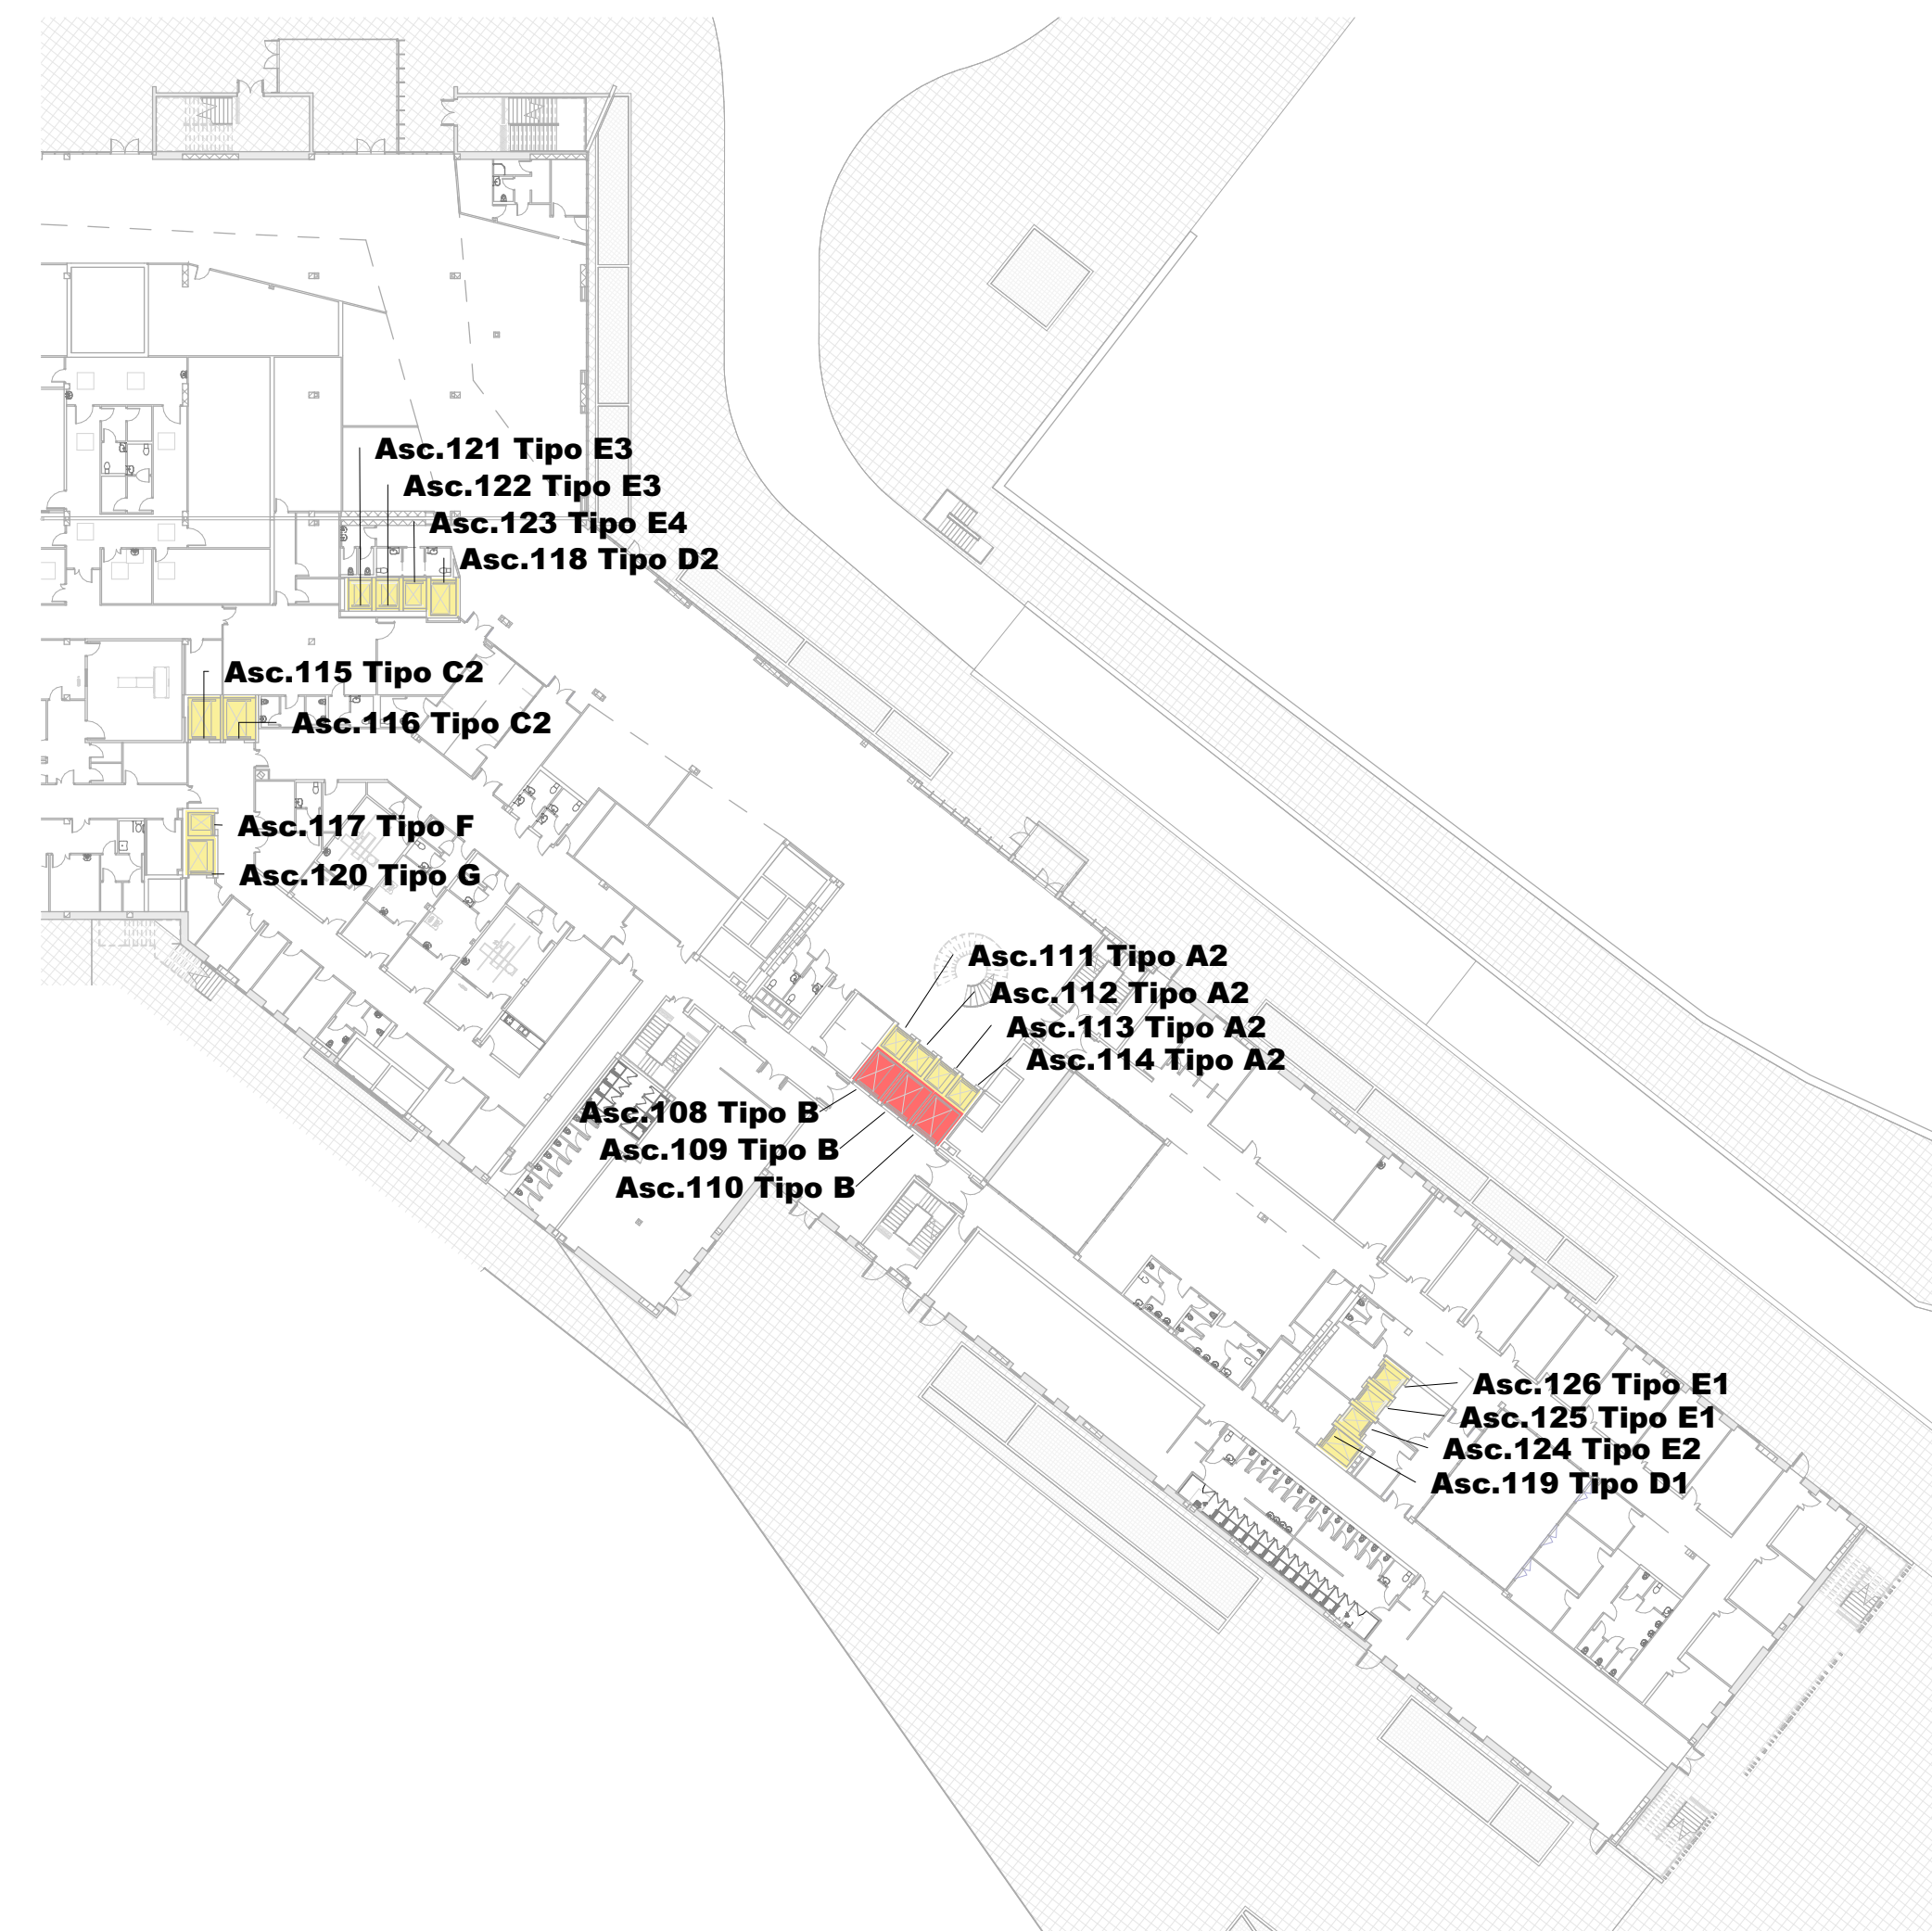 Asc.121 Tipo E3
Asc.122 Tipo E3
Asc.123 Tipo E4
Asc.118 Tipo D2
Asc.115 Tipo C2
Asc.116 Tipo C2
Asc.117 Tipo F
Asc.120 Tipo G
Asc.111 Tipo A2
Asc.112 Tipo A2
Asc.113 Tipo A2
Asc.114 Tipo A2
Asc.108 Tipo B
Asc.109 Tipo B
Asc.110 Tipo B
Asc.126 Tipo E1
Asc.125 Tipo E1
Asc.124 Tipo E2
Asc.119 Tipo D1